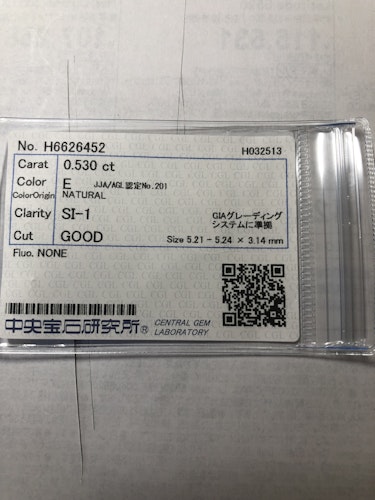 No. H6626452
H032513
Carat 0.530 ct
Color E JJA/AGL認定No.201
ColorOrigin NATURAL
Clarity SI-1
GIAグレーディング
システムに準拠
Cut GOOD
Size 5.21 - 5.24 × 3.14 mm
Fluo. NONE
中央宝石研究所®
CENTRAL GEM
LABORATORY